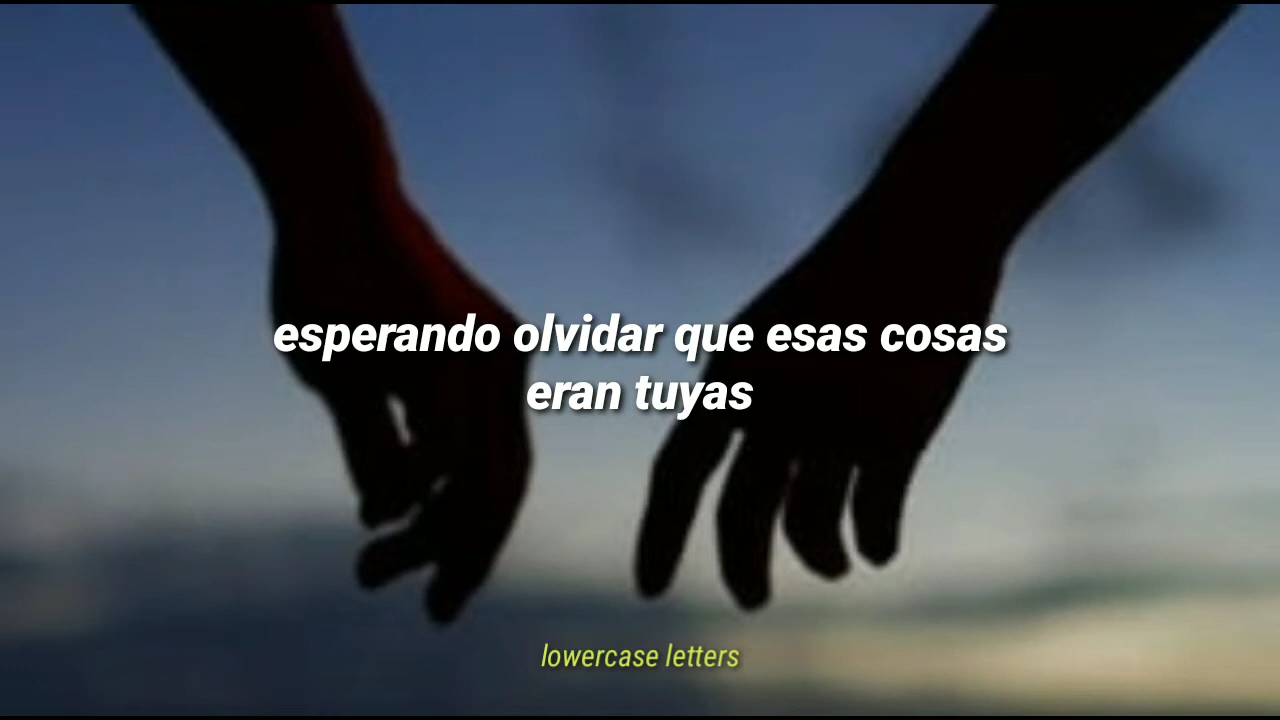 esperando olvidar que esas cosas
eran tuyas
lowercase letters